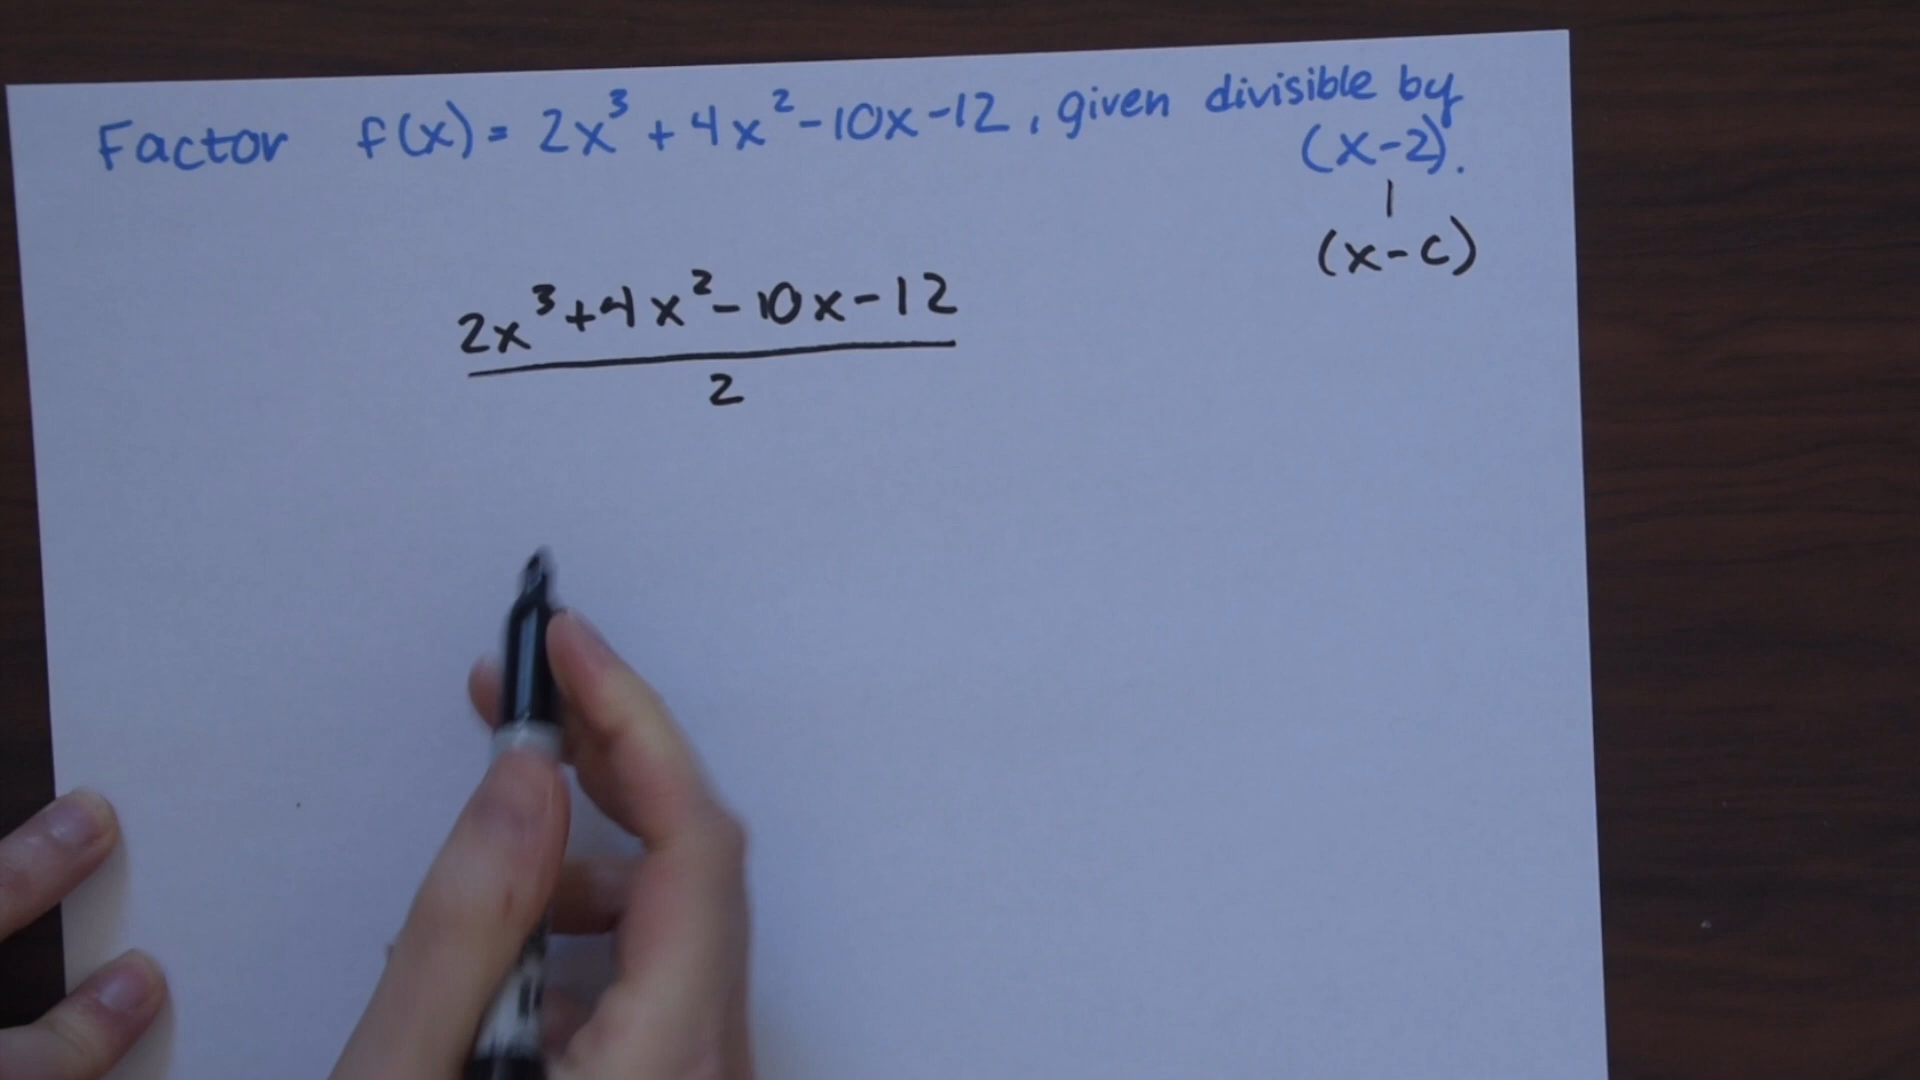 Factor f(x) = 2x³ + 4x² - 10x - 12, given divisible by
(x-2).
(x-c)
2x³+4x²-10x-12
2